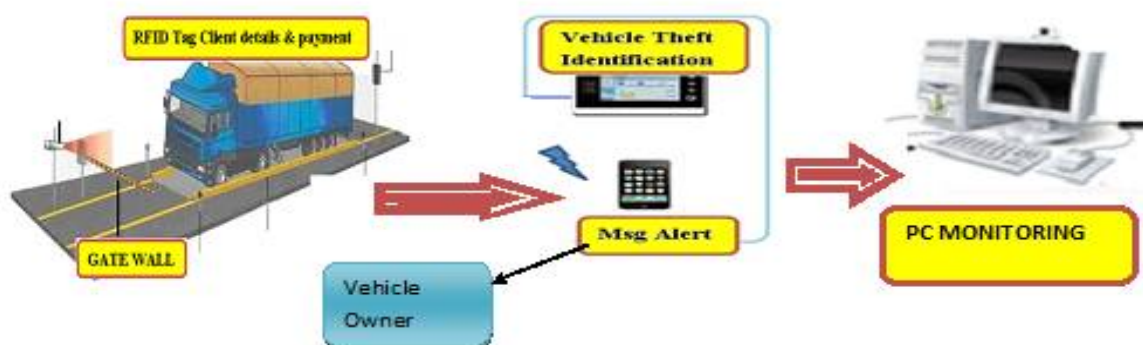 RFID Tag Client details & payment
GATE WALL
Vehicle Theft
Identification
Msg Alert
Vehicle
Owner
PC MONITORING